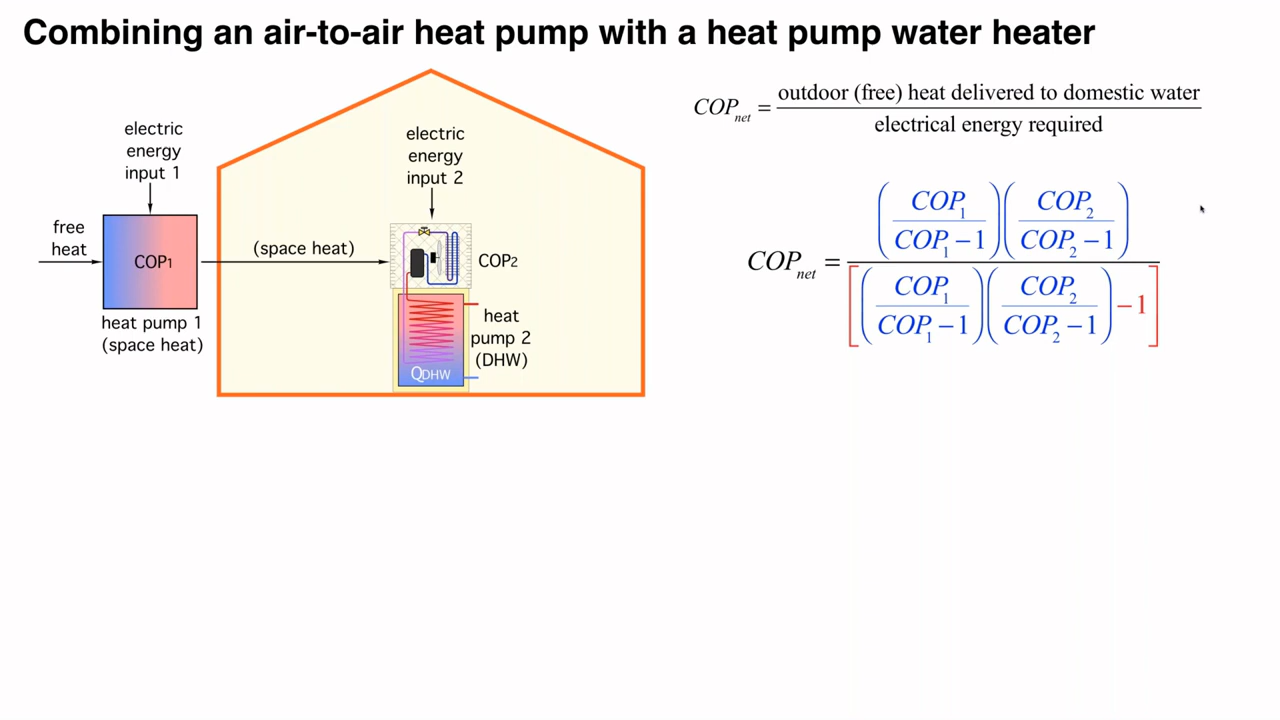 Combining an air-to-air heat pump with a heat pump water heater
electric
energy
input 1
free
heat
COP1
heat pump 1
(space heat)
(space heat)
electric
energy
input 2
COP2
heat
pump 2
(DHW)
QDHW
COPnet = outdoor (free) heat delivered to domestic water
electrical energy required
COPnet = (COP1 / COP1 – 1) (COP2 / COP2 – 1)
[(COP1 / COP1 – 1) (COP2 / COP2 – 1) – 1]